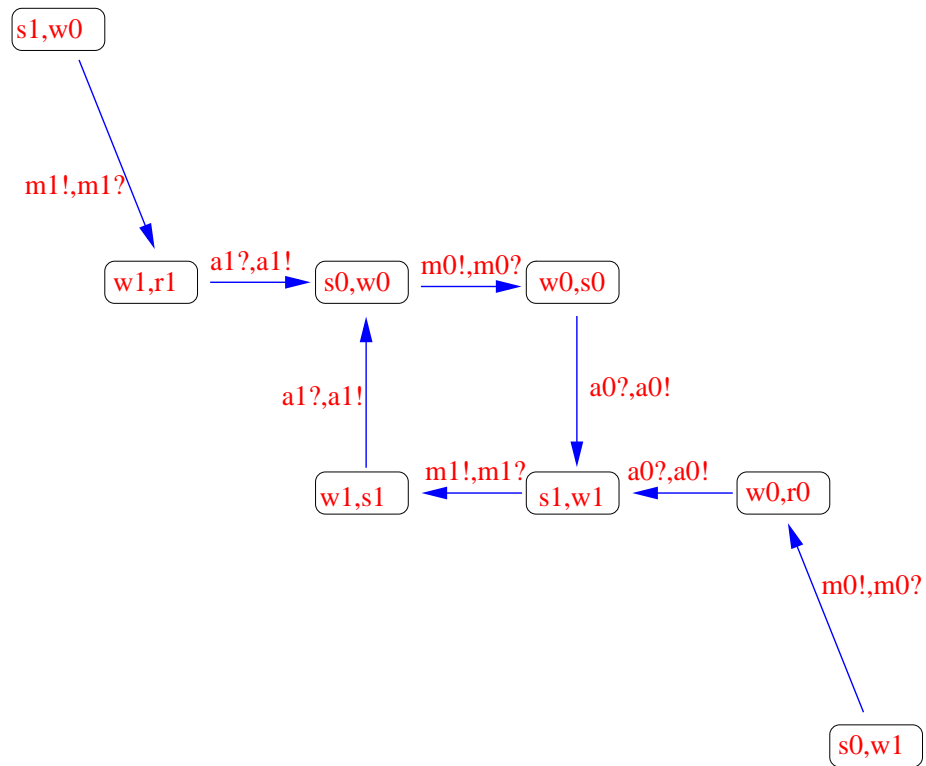 s1,w0
m1!,m1?
w1,r1
a1?,a1!
s0,w0
m0!,m0?
w0,s0
a1?,a1!
a0?,a0!
w1,s1
m1!,m1?
s1,w1
a0?,a0!
w0,r0
m0!,m0?
s0,w1